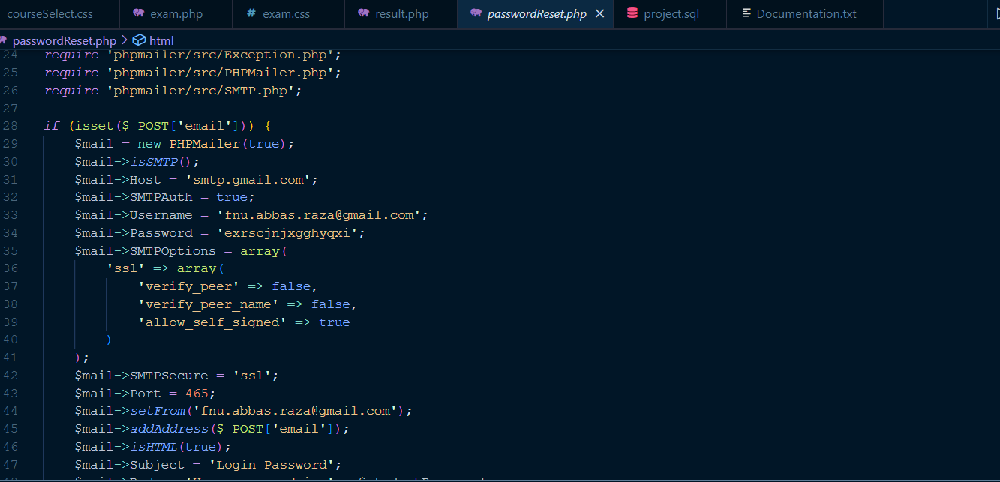 courseSelect.css exam.php # exam.css result.php passwordReset.php × project.sql Documentation.txt
passwordReset.php > html
24 require 'phpmailer/src/Exception.php';
25 require 'phpmailer/src/PHPMailer.php';
26 require 'phpmailer/src/SMTP.php';
27
28 if (isset($_POST['email'])) {
29 $mail = new PHPMailer(true);
30 $mail->isSMTP();
31 $mail->Host = 'smtp.gmail.com';
32 $mail->SMTPAuth = true;
33 $mail->Username = 'fnu.abbas.raza@gmail.com';
34 $mail->Password = 'exrscjnjxgghyqxi';
35 $mail->SMTPOptions = array(
36 'ssl' => array(
37 'verify_peer' => false,
38 'verify_peer_name' => false,
39 'allow_self_signed' => true
40 )
41 );
42 $mail->SMTPSecure = 'ssl';
43 $mail->Port = 465;
44 $mail->setFrom('fnu.abbas.raza@gmail.com');
45 $mail->addAddress($_POST['email']);
46 $mail->isHTML(true);
47 $mail->Subject = 'Login Password';